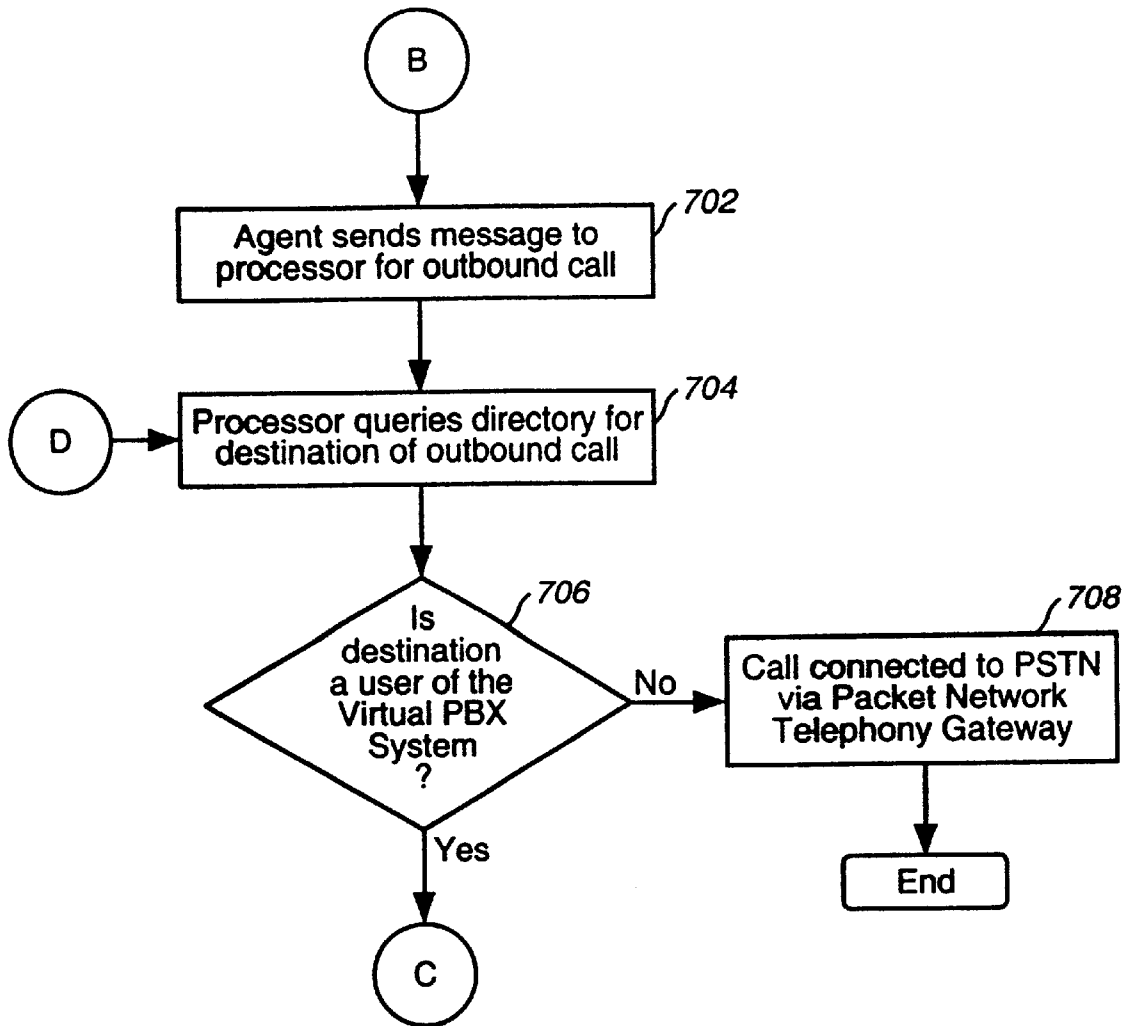 B
702
Agent sends message to
processor for outbound call
704
D
Processor queries directory for
destination of outbound call
706
Is
destination
a user of the
Virtual PBX
System
?
No
708
Call connected to PSTN
via Packet Network
Telephony Gateway
Yes
End
C